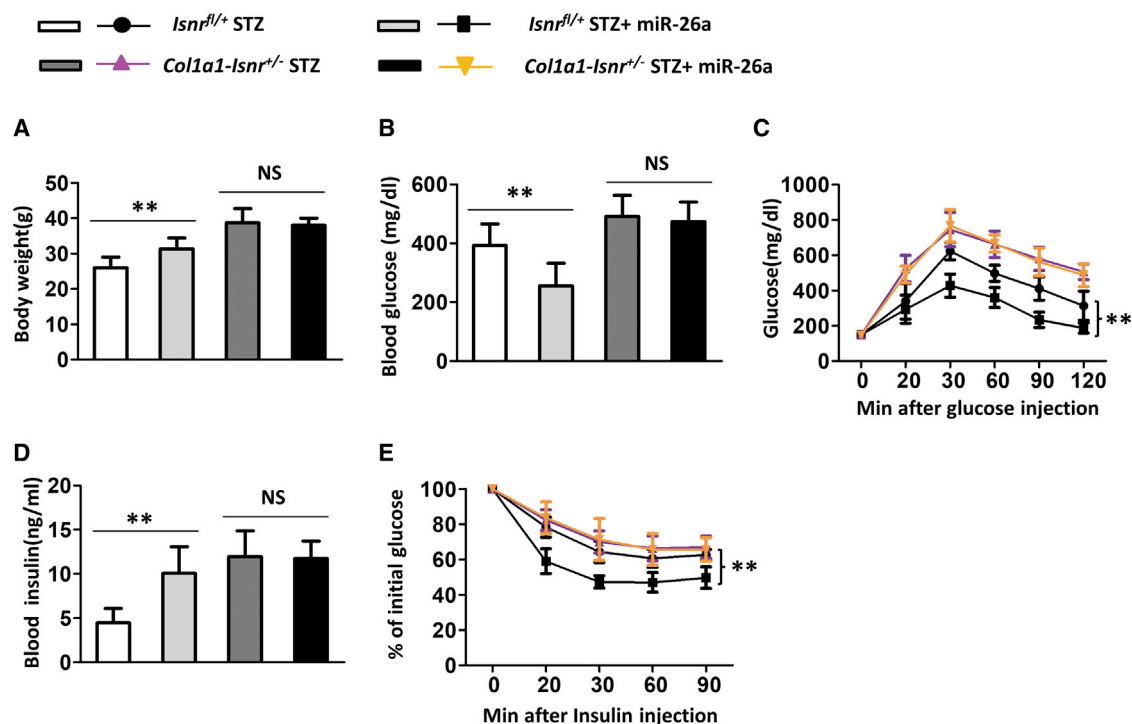 Isnr^fl/+ STZ
Isnr^fl/+ STZ+ miR-26a
Col1a1-Isnr^+/- STZ
Col1a1-Isnr^+/- STZ+ miR-26a
A
Body weight(g)
50
40
30
20
10
0
**
NS
B
Blood glucose (mg/dl)
600
400
200
0
**
NS
C
Glucose(mg/dl)
1000
800
600
400
200
0
**
0 20 30 60 90 120
Min after glucose injection
D
Blood insulin(ng/ml)
20
15
10
5
0
**
NS
E
% of initial glucose
100
80
60
40
20
0
**
0 20 30 60 90
Min after Insulin injection